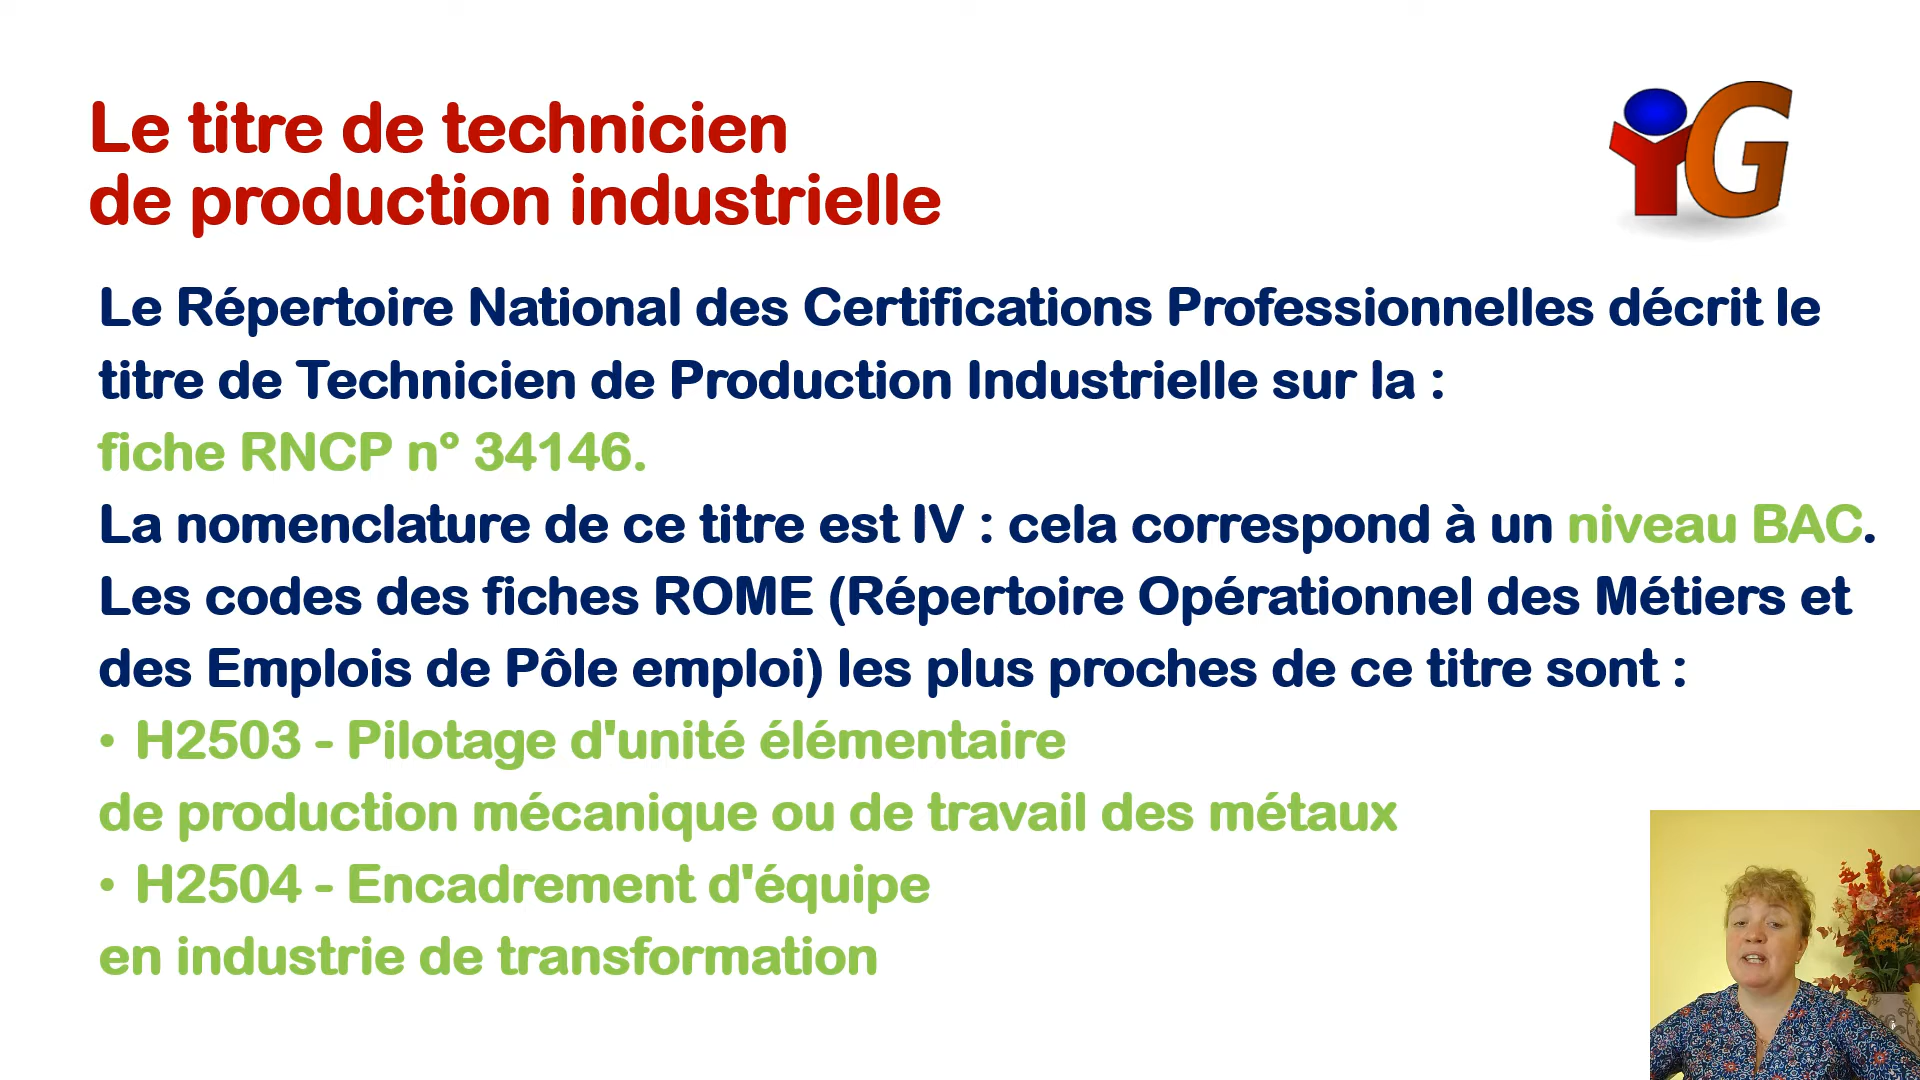 Le titre de technicien
de production industrielle
G
Le Répertoire National des Certifications Professionnelles décrit le
titre de Technicien de Production Industrielle sur la :
fiche RNCP n° 34146.
La nomenclature de ce titre est IV : cela correspond à un niveau BAC.
Les codes des fiches ROME (Répertoire Opérationnel des Métiers et
des Emplois de Pôle emploi) les plus proches de ce titre sont :
• H2503 - Pilotage d'unité élémentaire
de production mécanique ou de travail des métaux
• H2504 - Encadrement d'équipe
en industrie de transformation